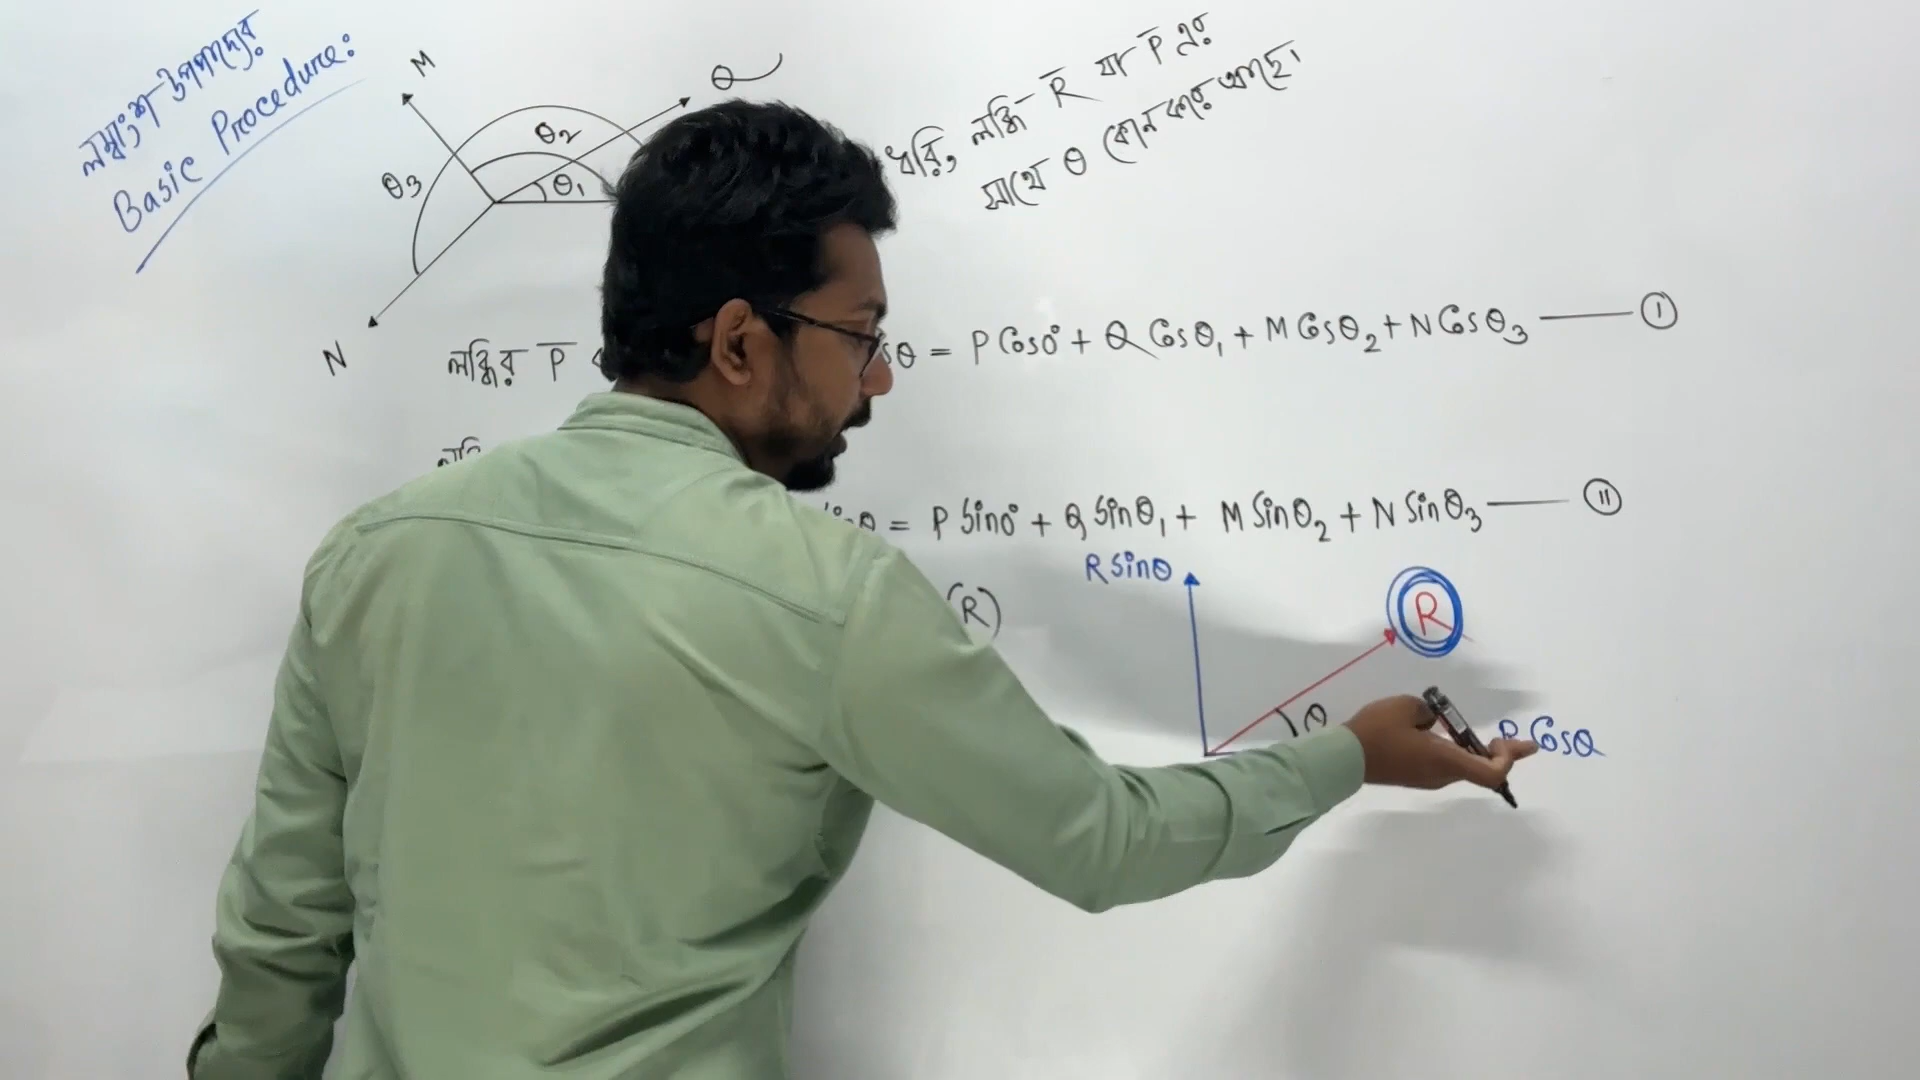 লম্বাংশ উপপাদ্যের
Basic Procedure:
M
Q
θ₂
θ₃
θ₁
N
ধরি, লব্ধি R̅ যা P̅ এর
সাথে θ কোন করে আছে।
লব্ধির P̅
sθ = P Cos0° + Q Cosθ₁ + M Cosθ₂ + N Cosθ₃ —— (I)
θ = P Sin0° + Q Sinθ₁ + M Sinθ₂ + N Sinθ₃ —— (II)
(R)
R Sinθ
R
θ
R Cosθ